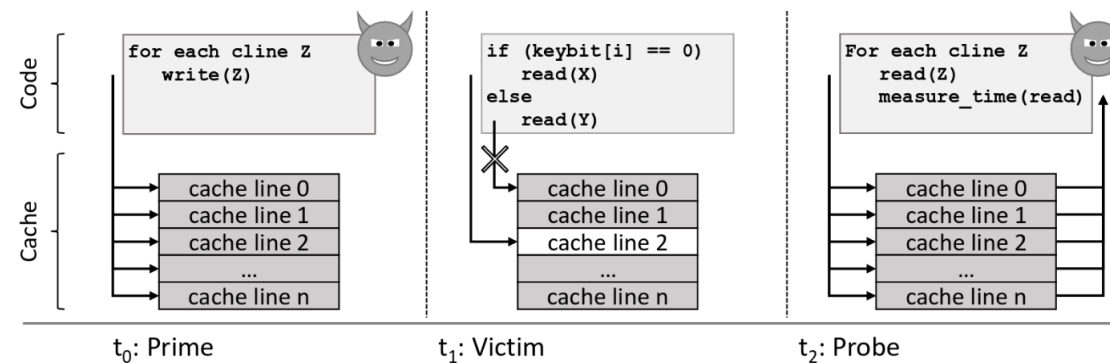 Code
for each cline Z
write(Z)
if (keybit[i] == 0)
read(X)
else
read(Y)
For each cline Z
read(Z)
measure_time(read)
Cache
cache line 0
cache line 1
cache line 2
...
cache line n
cache line 0
cache line 1
cache line 2
...
cache line n
cache line 0
cache line 1
cache line 2
...
cache line n
t0: Prime
t1: Victim
t2: Probe